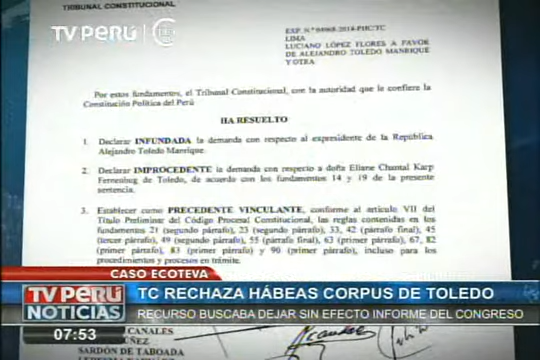 TRIBUNAL CONSTITUCIONAL
TV PERÚ
LIMA
LUCIANO LÓPEZ FLORES A FAVOR
DE ALEJANDRO TOLEDO MANRIQUE
Y OTRA
Por estos fundamentos, el Tribunal Constitucional, con la autoridad que le confiere la
Constitución Política del Perú
HA RESUELTO
1. Declarar INFUNDADA la demanda con respecto al expresidente de la República
Alejandro Toledo Manrique.
2. Declarar IMPROCEDENTE la demanda con respecto a doña Eliane Chantal Karp
Fernenbug de Toledo, de acuerdo con los fundamentos 14 y 19 de la presente
sentencia.
3. Establecer como PRECEDENTE VINCULANTE, conforme al artículo VII del
Título Preliminar del Código Procesal Constitucional, las reglas contenidas en los
fundamentos 21 (segundo párrafo), 23 (segundo párrafo), 33, 42 (párrafo final), 45
(tercer párrafo), 49 (segundo párrafo), 55 (párrafo final), 63 (primer párrafo), 67, 82
(primer párrafo), 83 (primer párrafo) y 90 (primer párrafo), incluso para los
procedimientos y procesos en trámite.
CASO ECOTEVA
TV PERÚ
NOTICIAS
TC RECHAZA HÁBEAS CORPUS DE TOLEDO
RECURSO BUSCABA DEJAR SIN EFECTO INFORME DEL CONGRESO
07:53
CANALES
SARDÓN DE TABOADA